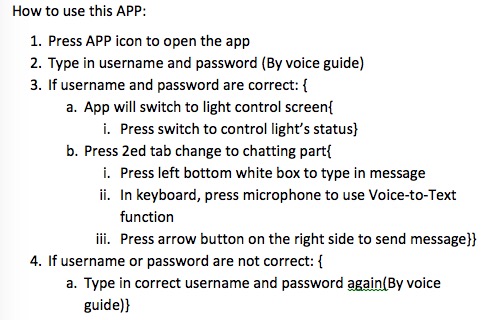 How to use this APP:
1. Press APP icon to open the app
2. Type in username and password (By voice guide)
3. If username and password are correct: {
a. App will switch to light control screen{
i. Press switch to control light's status}
b. Press 2ed tab change to chatting part{
i. Press left bottom white box to type in message
ii. In keyboard, press microphone to use Voice-to-Text
function
iii. Press arrow button on the right side to send message}}
4. If username or password are not correct: {
a. Type in correct username and password again(By voice
guide)}